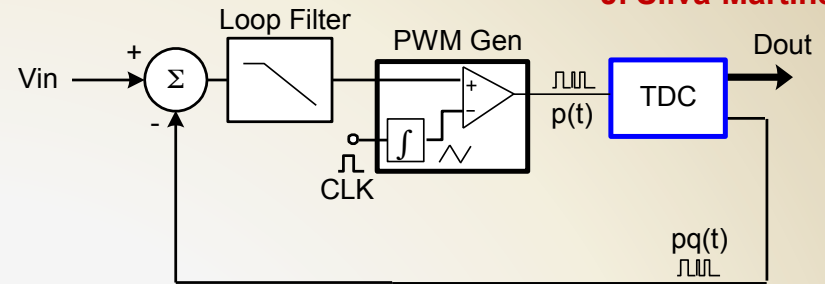 Loop Filter
PWM Gen
Dout
Vin
+
Σ
-
+
−
∫
CLK
p(t)
TDC
pq(t)